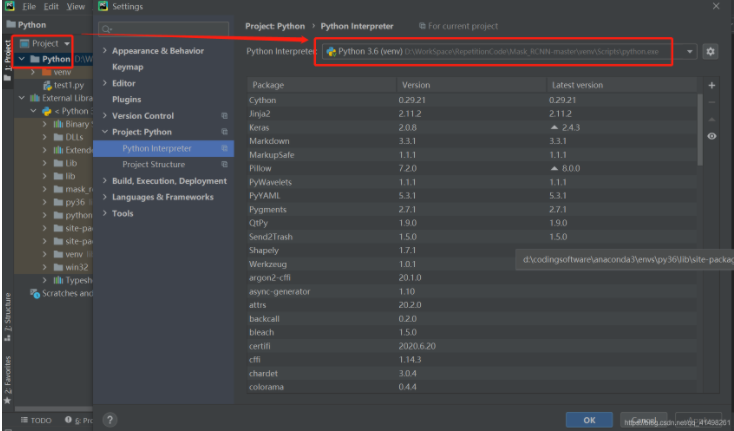 File Edit View Settings
Python
Project: Python > Python Interpreter For current project
Project
Python Interpreter: Python 3.6 (venv) D:\Work\Space\RepetitionCode\Mask_RCNN-master\venv\Scripts\python.exe
1: Project
Python D:\W
venv
test1.py
External Libra
< Python
Binary
DLLs
Extende
Lib
lib
mask_r
py36
python
site-pa
site-pa
venv
win32
Typesh
Scratches and
2: Structure
2: Favorites
TODO 6: Pro
Appearance & Behavior
Keymap
Editor
Plugins
Version Control
Project: Python
Python Interpreter
Project Structure
Build, Execution, Deployment
Languages & Frameworks
Tools
Package Version Latest version
Cython 0.29.21 0.29.21
Jinja2 2.11.2 2.11.2
Keras 2.0.8 2.4.3
Markdown 3.3.1 3.3.1
MarkupSafe 1.1.1 1.1.1
Pillow 7.2.0 8.0.0
PyWavelets 1.1.1 1.1.1
PyYAML 5.3.1 5.3.1
Pygments 2.7.1 2.7.1
QtPy 1.9.0 1.9.0
Send2Trash 1.5.0 1.5.0
Shapely 1.7.1
Werkzeug 1.0.1
d:\codingsoftware\anaconda3\envs\py36\lib\site-packag
argon2-cffi 20.1.0
async-generator 1.10
attrs 20.2.0
backcall 0.2.0
bleach 1.5.0
certifi 2020.6.20
cffi 1.14.3
chardet 3.0.4
colorama 0.4.4
? OK Cancel
https://blog.csdn.net/qq_41498261